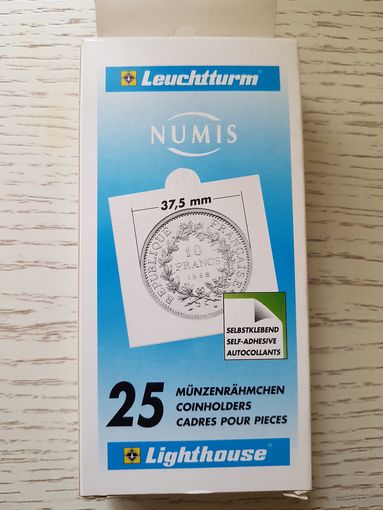 Leuchtturm®
NUMIS
37,5 mm
REPUBLIQUE FRANÇAISE
10
FRANCS
1968
SELBSTKLEBEND
SELF-ADHESIVE
AUTOCOLLANTS
25
MÜNZENRÄHMCHEN
COINHOLDERS
CADRES POUR PIECES
Lighthouse®